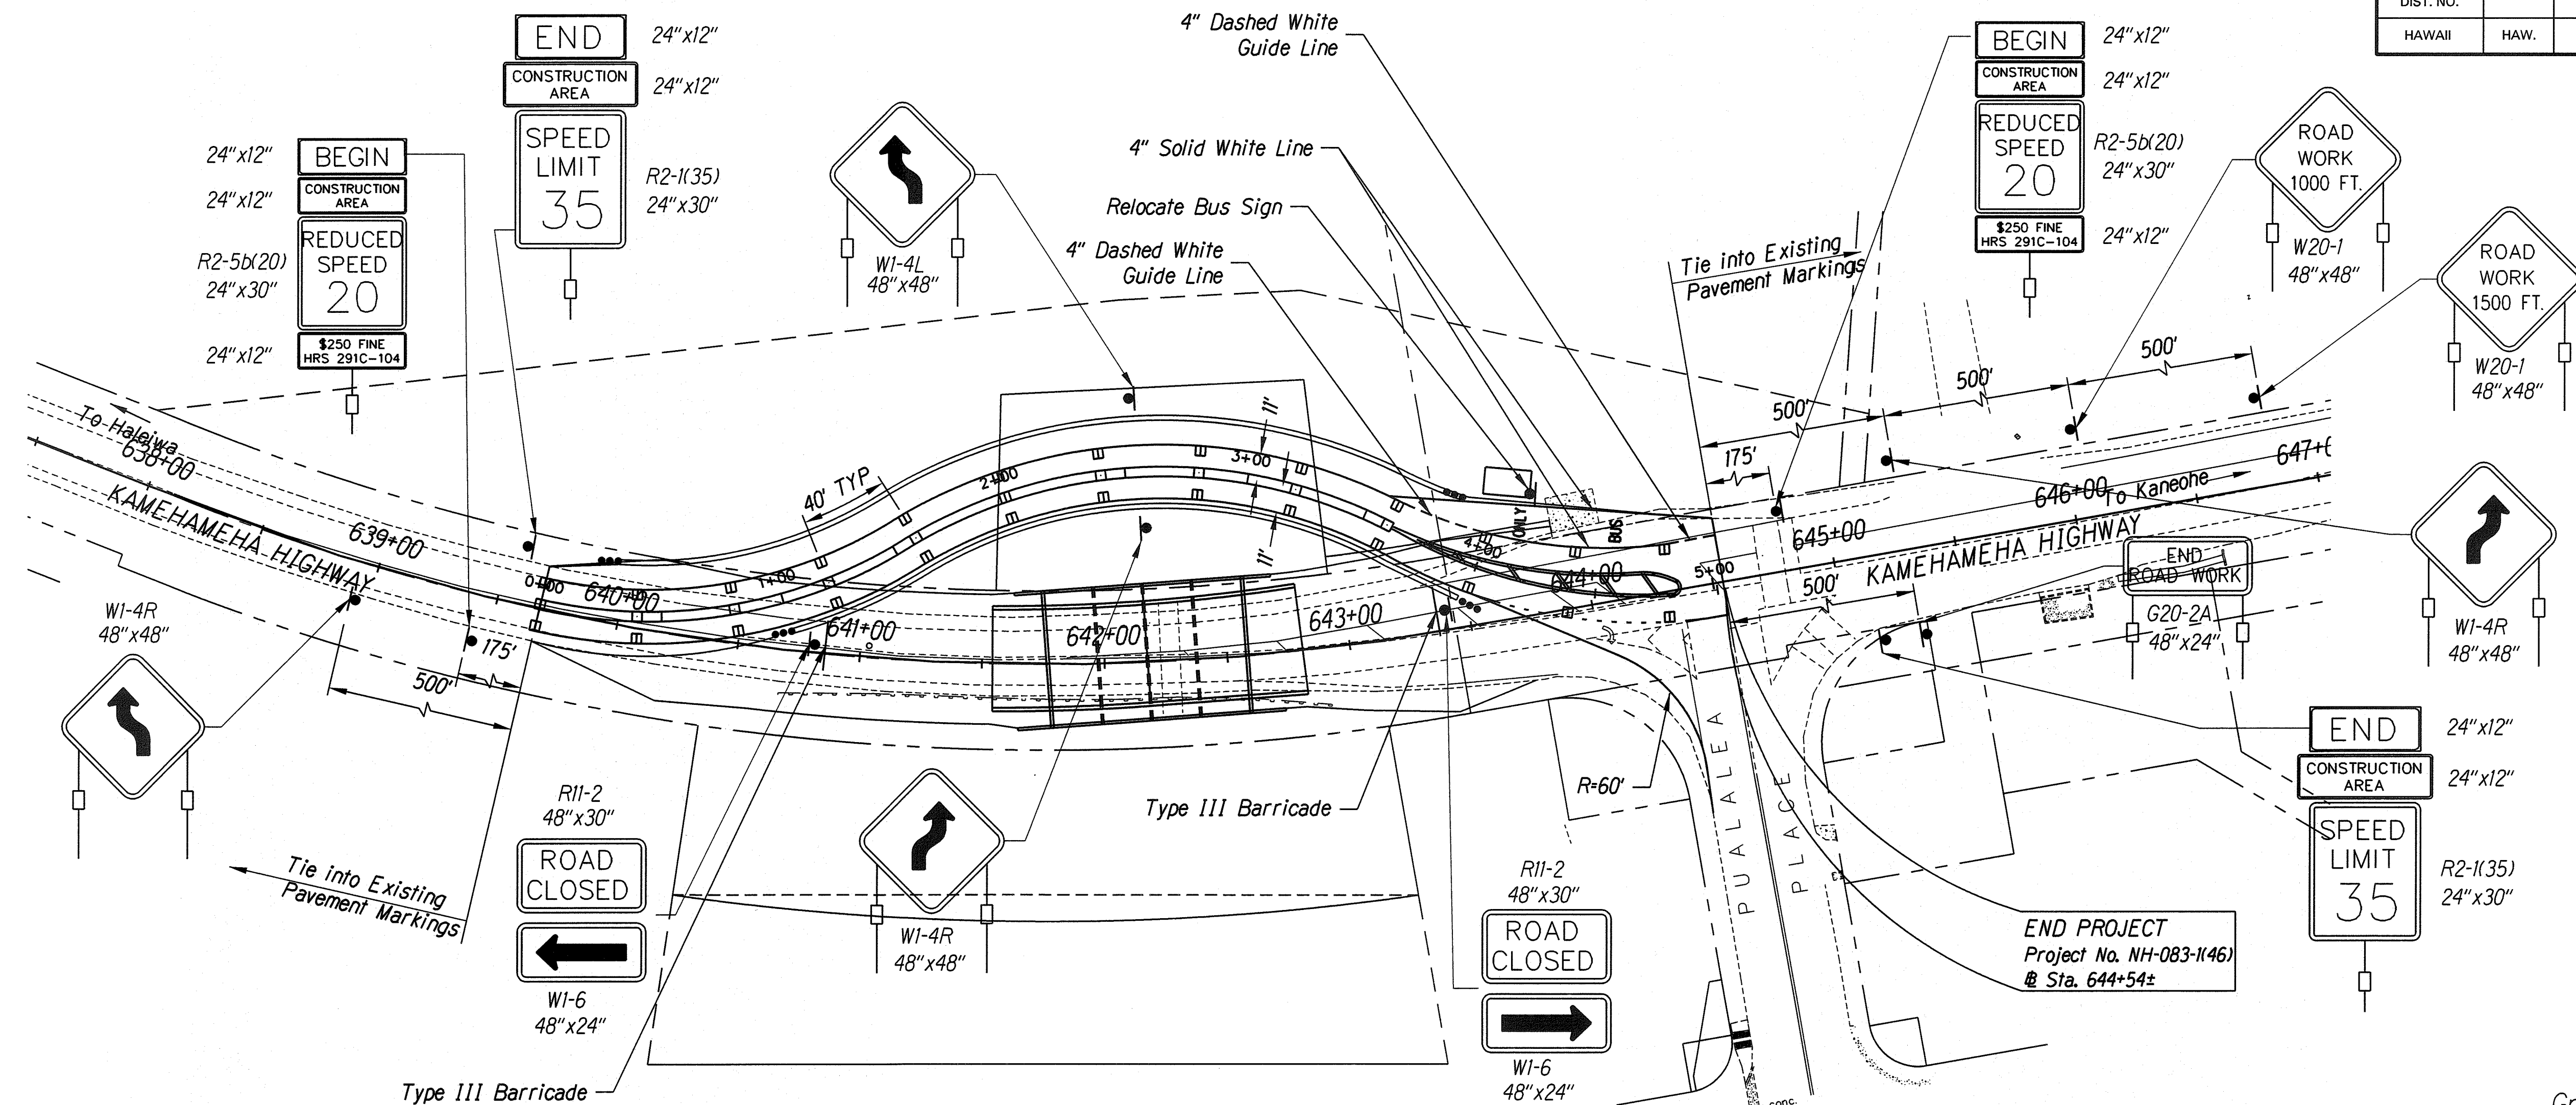 DIST. NO.
HAWAII
HAW.
END
24"x12"
CONSTRUCTION
AREA
24"x12"
SPEED
LIMIT
35
R2-1(35)
24"x30"
24"x12"
BEGIN
24"x12"
CONSTRUCTION
AREA
R2-5b(20)
24"x30"
REDUCED
SPEED
20
24"x12"
$250 FINE
HRS 291C-104
W1-4L
48"x48"
4" Dashed White
Guide Line
4" Solid White Line
Relocate Bus Sign
4" Dashed White
Guide Line
Tie into Existing
Pavement Markings
BEGIN
24"x12"
CONSTRUCTION
AREA
24"x12"
REDUCED
SPEED
20
R2-5b(20)
24"x30"
$250 FINE
HRS 291C-104
24"x12"
ROAD
WORK
1000 FT.
W20-1
48"x48"
ROAD
WORK
1500 FT.
W20-1
48"x48"
500'
500'
500'
175'
To Haleiwa
638+00
KAMEHAMEHA HIGHWAY
639+00
0+00
640+00
1+00
641+00
40' TYP
2+00
3+00
11'
11'
642+00
643+00
4+00
ONLY
BUS
644+00
5+00
645+00
646+00
To Kaneohe
KAMEHAMEHA HIGHWAY
500'
END
ROAD WORK
G20-2A
48"x24"
W1-4R
48"x48"
W1-4R
48"x48"
175'
500'
Tie into Existing
Pavement Markings
R11-2
48"x30"
ROAD
CLOSED
W1-6
48"x24"
Type III Barricade
W1-4R
48"x48"
Type III Barricade
R11-2
48"x30"
ROAD
CLOSED
W1-6
48"x24"
R=60'
PUALALEA
PLACE
END PROJECT
Project No. NH-083-1(46)
℄ Sta. 644+54±
END
24"x12"
CONSTRUCTION
AREA
24"x12"
SPEED
LIMIT
35
R2-1(35)
24"x30"
conc.